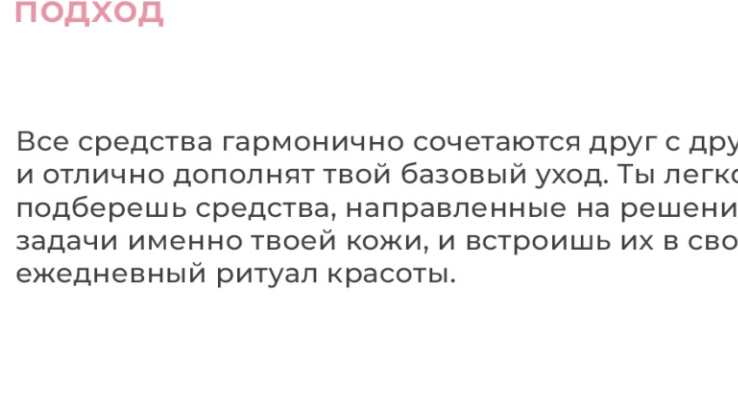 подход
Все средства гармонично сочетаются друг с дру
и отлично дополнят твой базовый уход. Ты легк
подберешь средства, направленные на решени
задачи именно твоей кожи, и встроишь их в сво
ежедневный ритуал красоты.